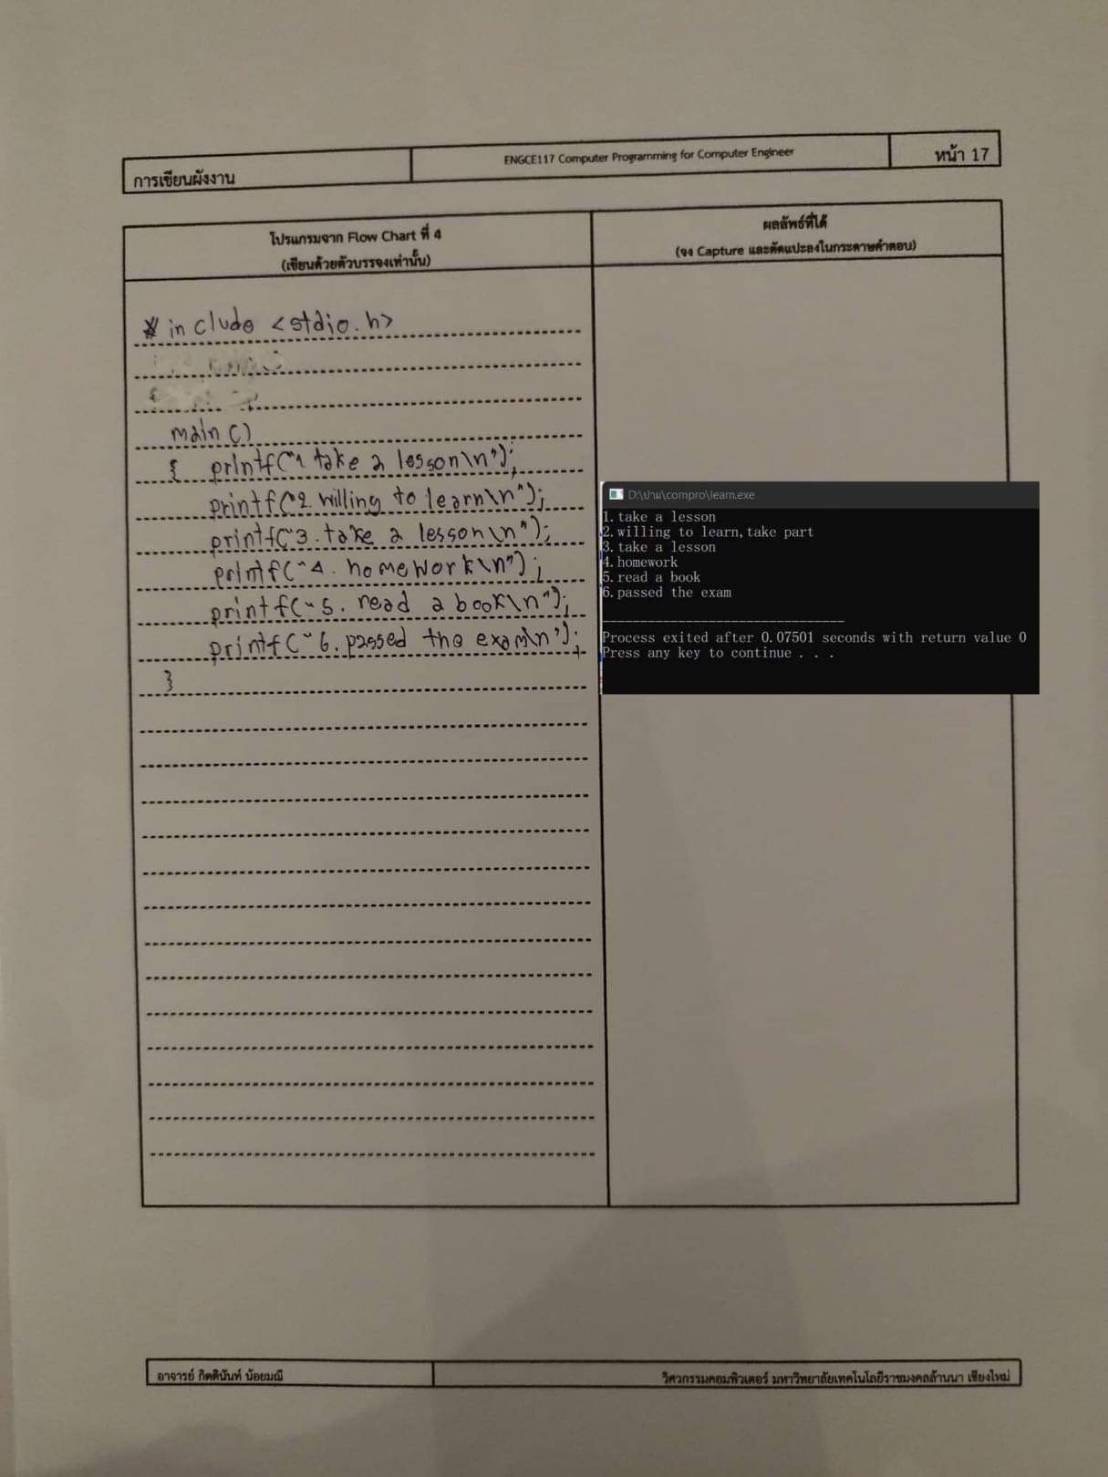 การเขียนผังงาน
ENGCE117 Computer Programming for Computer Engineer
หน้า 17
โปรแกรมจาก Flow Chart ที่ 4
(เขียนด้วยตัวบรรจงเท่านั้น)
ผลลัพธ์ที่ได้
(จง Capture และตัดแปะลงในกระดาษคำตอบ)
# include <stdio.h>
main ()
{ printf("1 take a lesson\n");
printf("2 willing to learn\n");
printf("3. take a lesson\n");
printf("4. homework\n");
printf("5. read a book\n");
printf("6. passed the exam\n");
}
D:\ปาม\compro\learn.exe
1.take a lesson
2.willing to learn,take part
3.take a lesson
4.homework
5.read a book
6.passed the exam
--------------------------------
Process exited after 0.07501 seconds with return value 0
Press any key to continue . . .
อาจารย์ กิตตินันท์ น้อยมณี
วิศวกรรมคอมพิวเตอร์ มหาวิทยาลัยเทคโนโลยีราชมงคลล้านนา เชียงใหม่